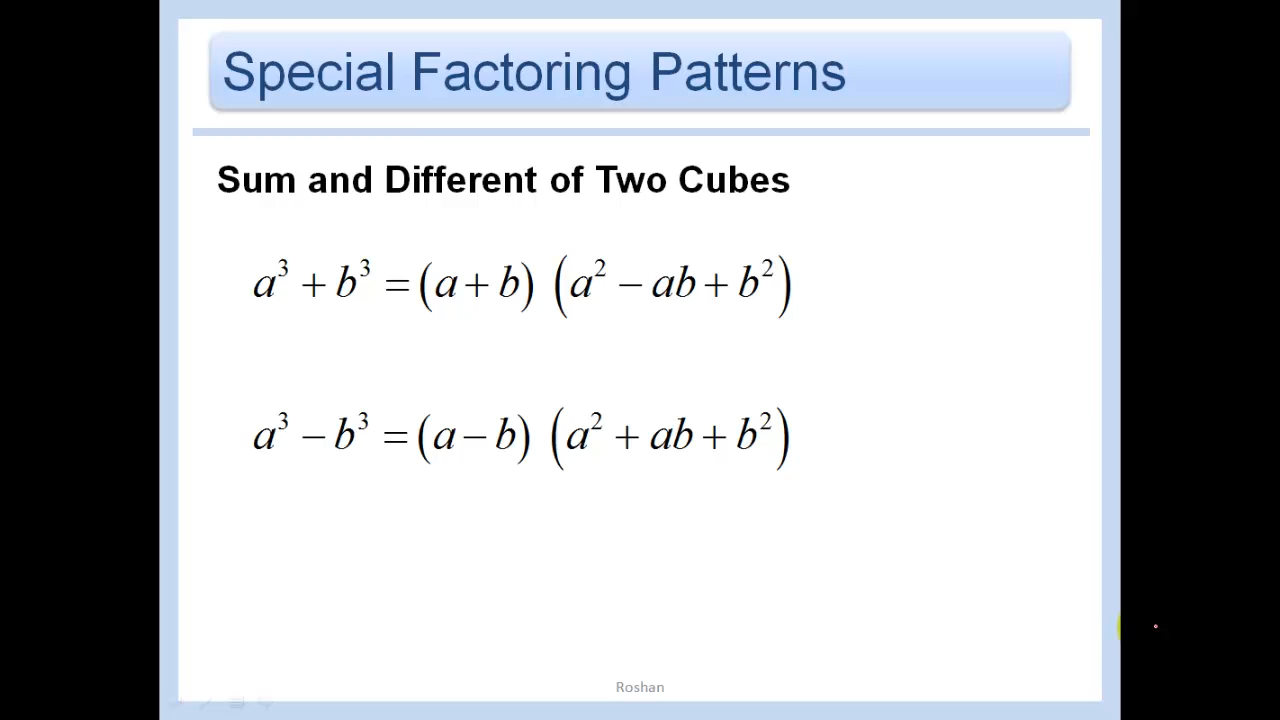 Special Factoring Patterns
Sum and Different of Two Cubes
a³ + b³ = (a + b) (a² − ab + b²)
a³ − b³ = (a − b) (a² + ab + b²)
Roshan